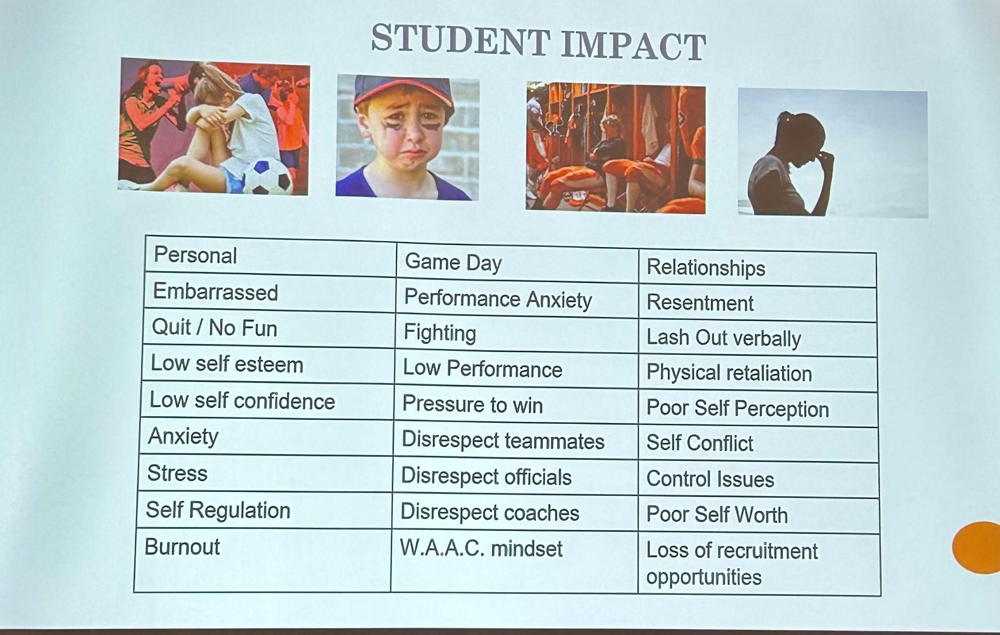 STUDENT IMPACT
Personal Game Day Relationships
Embarrassed Performance Anxiety Resentment
Quit / No Fun Fighting Lash Out verbally
Low self esteem Low Performance Physical retaliation
Low self confidence Pressure to win Poor Self Perception
Anxiety Disrespect teammates Self Conflict
Stress Disrespect officials Control Issues
Self Regulation Disrespect coaches Poor Self Worth
Burnout W.A.A.C. mindset Loss of recruitment
opportunities